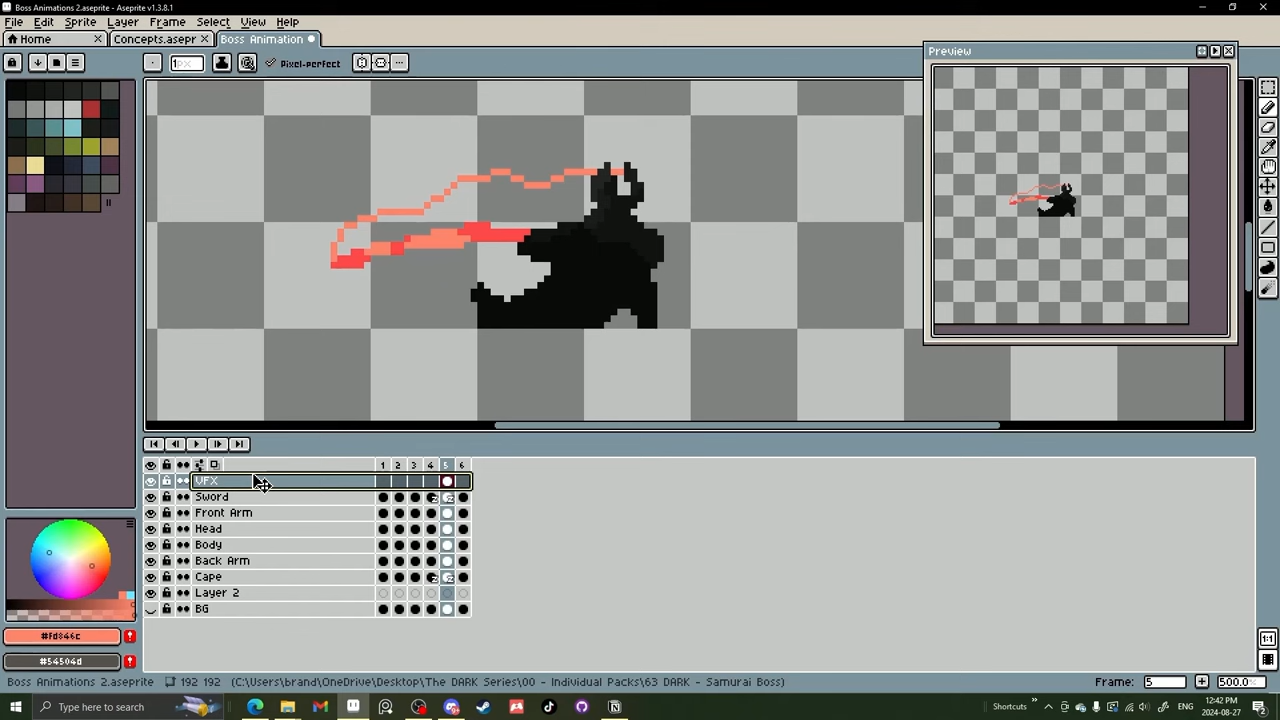 Boss Animations 2.aseprite - Aseprite v1.3.8.1
File Edit Sprite Layer Frame Select View Help
Home Concepts.asepr Boss Animation
1px Pixel-perfect
Preview
1 2 3 4 5 6
VFX
Sword
Front Arm
Head
Body
Back Arm
Cape
Layer 2
BG
#fd846c
#54504d
Boss Animations 2.aseprite 192 192 (C:\Users\brand\OneDrive\Desktop\The DARK Series\00 - Individual Packs\63 DARK - Samurai Boss) Frame: 5 500.0
1:1
Type here to search
Shortcuts
12:42 PM
2024-08-27